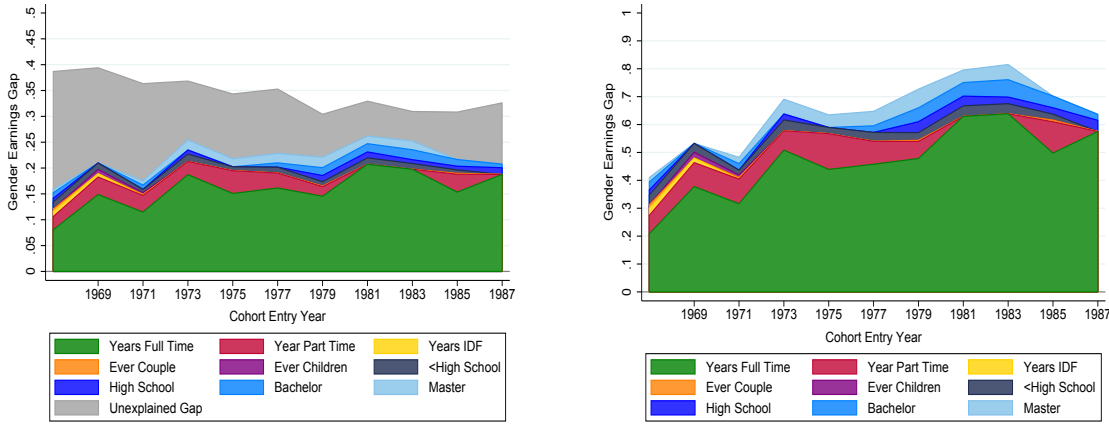 Gender Earnings Gap
.5
.45
.4
.35
.3
.25
.2
.15
.1
.05
0
1969 1971 1973 1975 1977 1979 1981 1983 1985 1987
Cohort Entry Year
Years Full Time Year Part Time Years IDF
Ever Couple Ever Children <High School
High School Bachelor Master
Unexplained Gap
Gender Earnings Gap
1
.9
.8
.7
.6
.5
.4
.3
.2
.1
0
1969 1971 1973 1975 1977 1979 1981 1983 1985 1987
Cohort Entry Year
Years Full Time Year Part Time Years IDF
Ever Couple Ever Children <High School
High School Bachelor Master